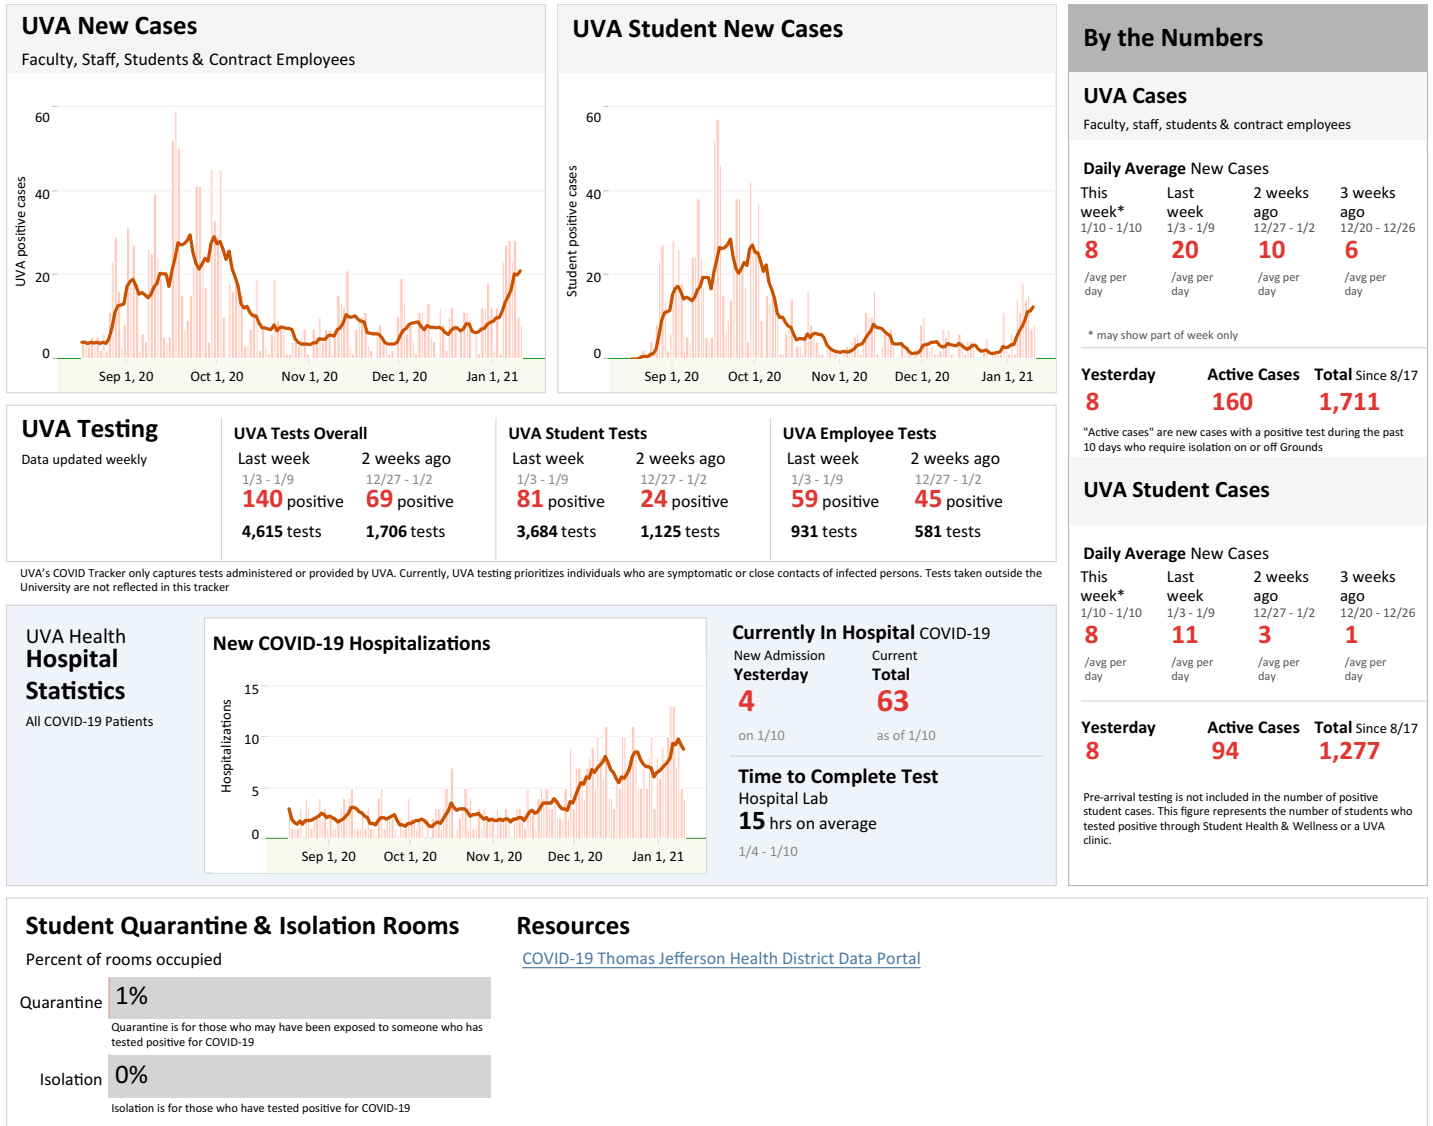 UVA New Cases
Faculty, Staff, Students & Contract Employees
UVA positive cases
60
40
20
0
Sep 1, 20 Oct 1, 20 Nov 1, 20 Dec 1, 20 Jan 1, 21
UVA Student New Cases
Student positive cases
60
40
20
0
Sep 1, 20 Oct 1, 20 Nov 1, 20 Dec 1, 20 Jan 1, 21
UVA Testing
Data updated weekly
UVA Tests Overall
Last week 2 weeks ago
1/3 - 1/9 12/27 - 1/2
140 positive 69 positive
4,615 tests 1,706 tests
UVA Student Tests
Last week 2 weeks ago
1/3 - 1/9 12/27 - 1/2
81 positive 24 positive
3,684 tests 1,125 tests
UVA Employee Tests
Last week 2 weeks ago
1/3 - 1/9 12/27 - 1/2
59 positive 45 positive
931 tests 581 tests
UVA's COVID Tracker only captures tests administered or provided by UVA. Currently, UVA testing prioritizes individuals who are symptomatic or close contacts of infected persons. Tests taken outside the
University are not reflected in this tracker
UVA Health
Hospital
Statistics
All COVID-19 Patients
New COVID-19 Hospitalizations
Hospitalizations
15
10
5
0
Sep 1, 20 Oct 1, 20 Nov 1, 20 Dec 1, 20 Jan 1, 21
Currently In Hospital COVID-19
New Admission Current
Yesterday Total
4 63
on 1/10 as of 1/10
Time to Complete Test
Hospital Lab
15 hrs on average
1/4 - 1/10
By the Numbers
UVA Cases
Faculty, staff, students & contract employees
Daily Average New Cases
This Last 2 weeks 3 weeks
week* week ago ago
1/10 - 1/10 1/3 - 1/9 12/27 - 1/2 12/20 - 12/26
8 20 10 6
/avg per /avg per /avg per /avg per
day day day day
* may show part of week only
Yesterday Active Cases Total Since 8/17
8 160 1,711
"Active cases" are new cases with a positive test during the past
10 days who require isolation on or off Grounds
UVA Student Cases
Daily Average New Cases
This Last 2 weeks 3 weeks
week* week ago ago
1/10 - 1/10 1/3 - 1/9 12/27 - 1/2 12/20 - 12/26
8 11 3 1
/avg per /avg per /avg per /avg per
day day day day
Yesterday Active Cases Total Since 8/17
8 94 1,277
Pre-arrival testing is not included in the number of positive
student cases. This figure represents the number of students who
tested positive through Student Health & Wellness or a UVA
clinic.
Student Quarantine & Isolation Rooms
Percent of rooms occupied
Quarantine 1%
Quarantine is for those who may have been exposed to someone who has
tested positive for COVID-19
Isolation 0%
Isolation is for those who have tested positive for COVID-19
Resources
COVID-19 Thomas Jefferson Health District Data Portal